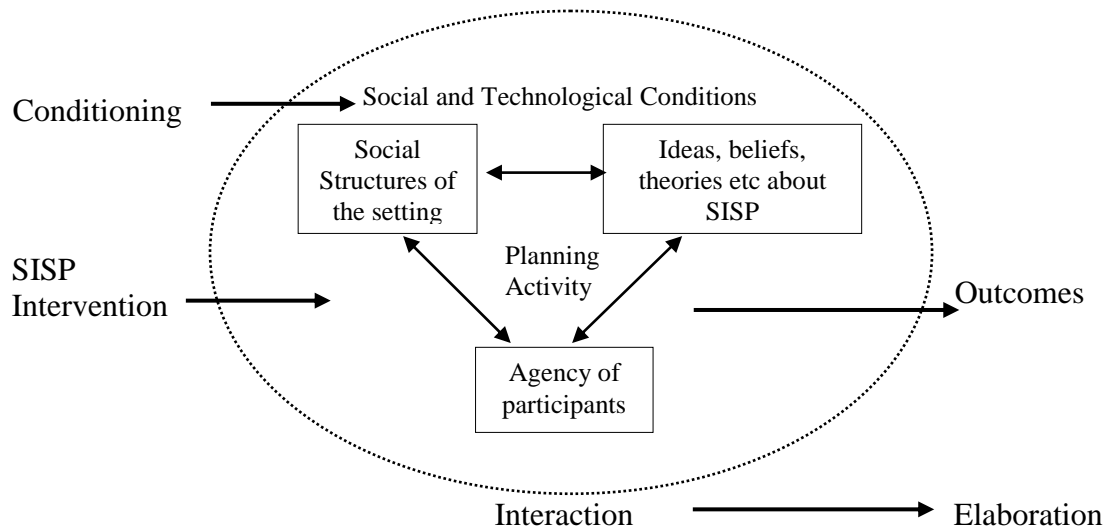 Conditioning
Social and Technological Conditions
Social
Structures of
the setting
Ideas, beliefs,
theories etc about
SISP
Planning
Activity
SISP
Intervention
Outcomes
Agency of
participants
Interaction
Elaboration